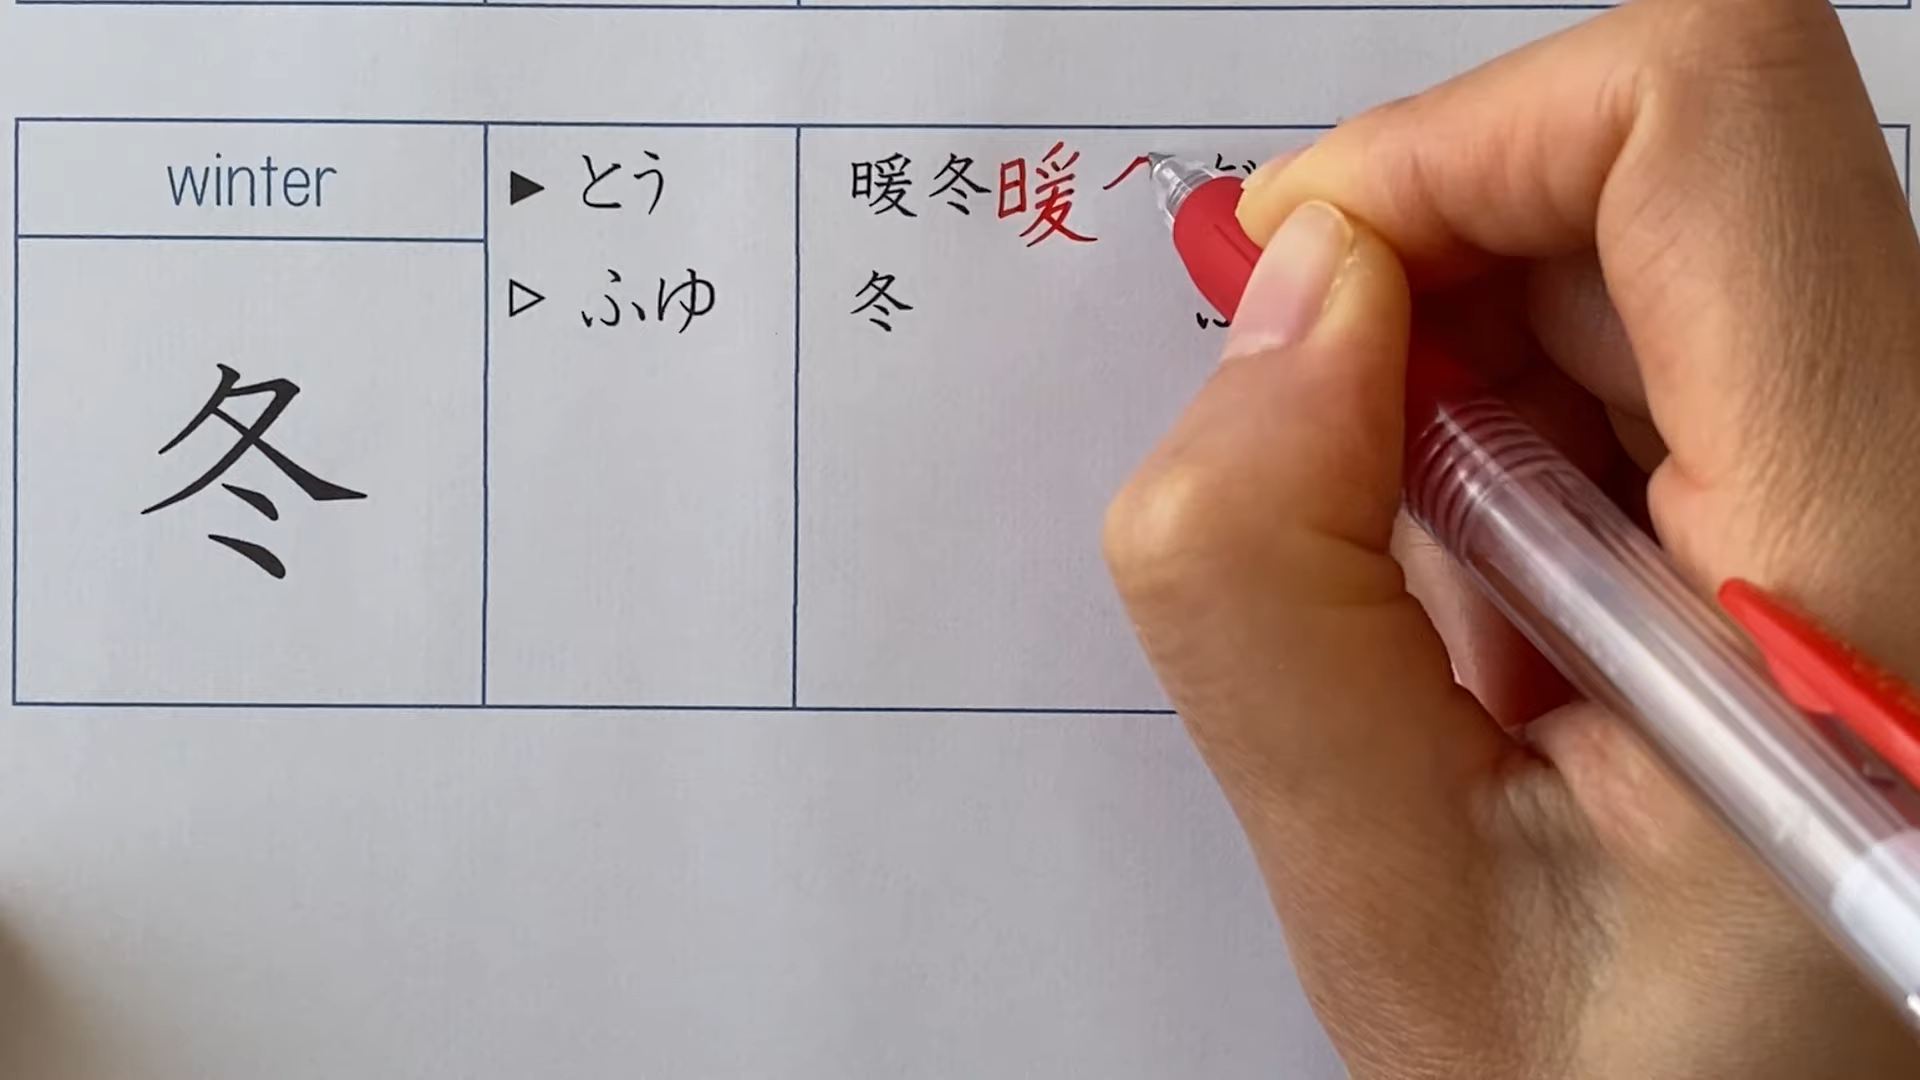 winter
冬
▶ とう
▷ ふゆ
暖冬暖
冬